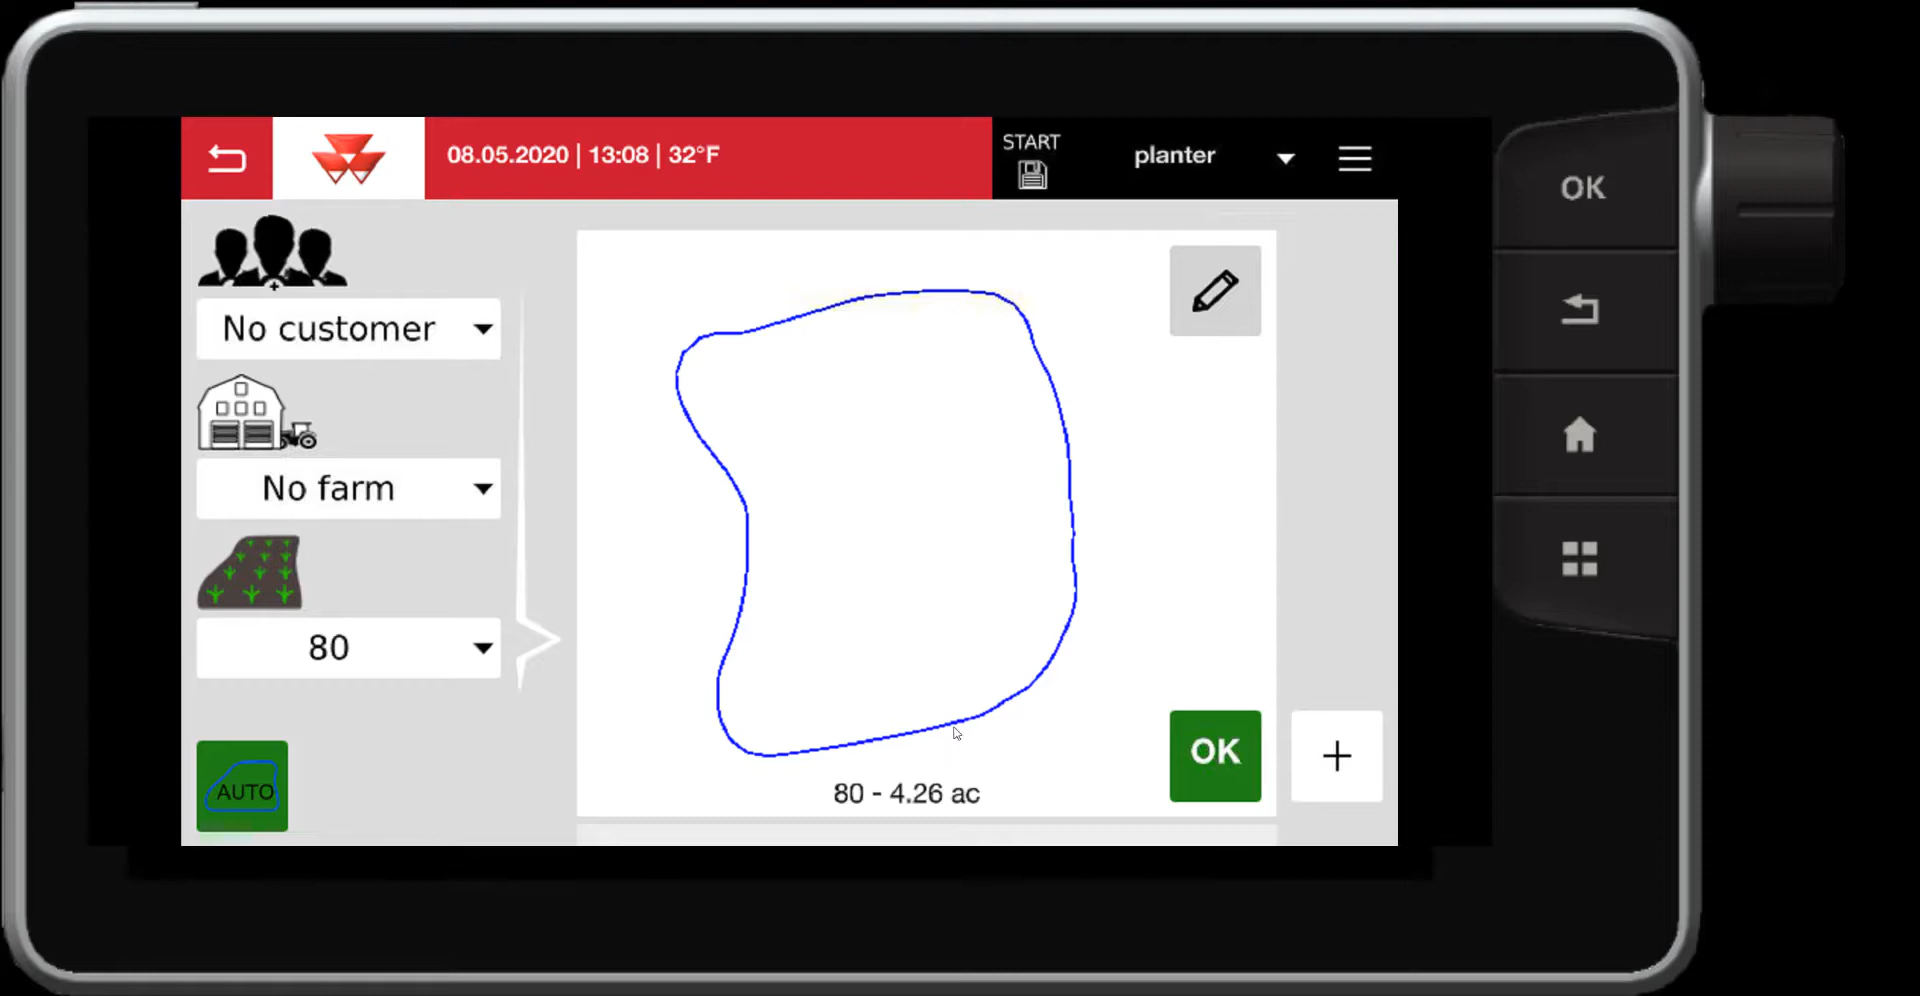 08.05.2020 | 13:08 | 32°F
START
planter
OK
No customer
No farm
80
AUTO
80 - 4.26 ac
OK
+